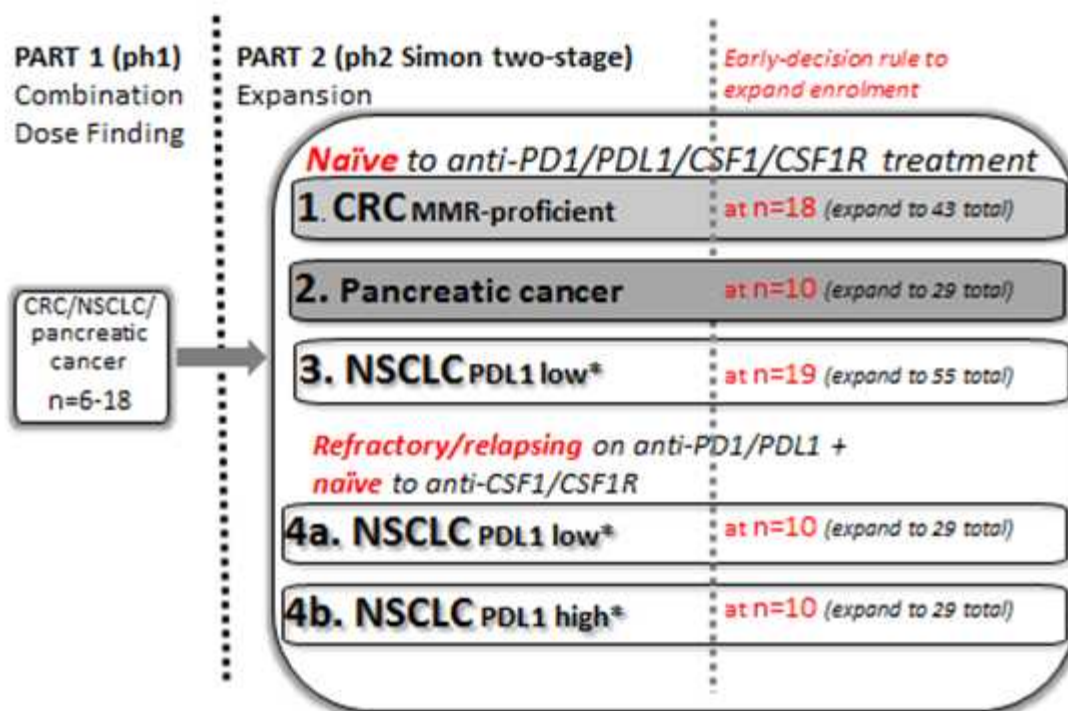 PART 1 (ph1)
Combination
Dose Finding
PART 2 (ph2 Simon two-stage)
Expansion
Early-decision rule to
expand enrolment
CRC/NSCLC/
pancreatic
cancer
n=6-18
Naïve to anti-PD1/PDL1/CSF1/CSF1R treatment
1. CRC MMR-proficient
at n=18 (expand to 43 total)
2. Pancreatic cancer
at n=10 (expand to 29 total)
3. NSCLC PDL1 low*
at n=19 (expand to 55 total)
Refractory/relapsing on anti-PD1/PDL1 +
naïve to anti-CSF1/CSF1R
4a. NSCLC PDL1 low*
at n=10 (expand to 29 total)
4b. NSCLC PDL1 high*
at n=10 (expand to 29 total)